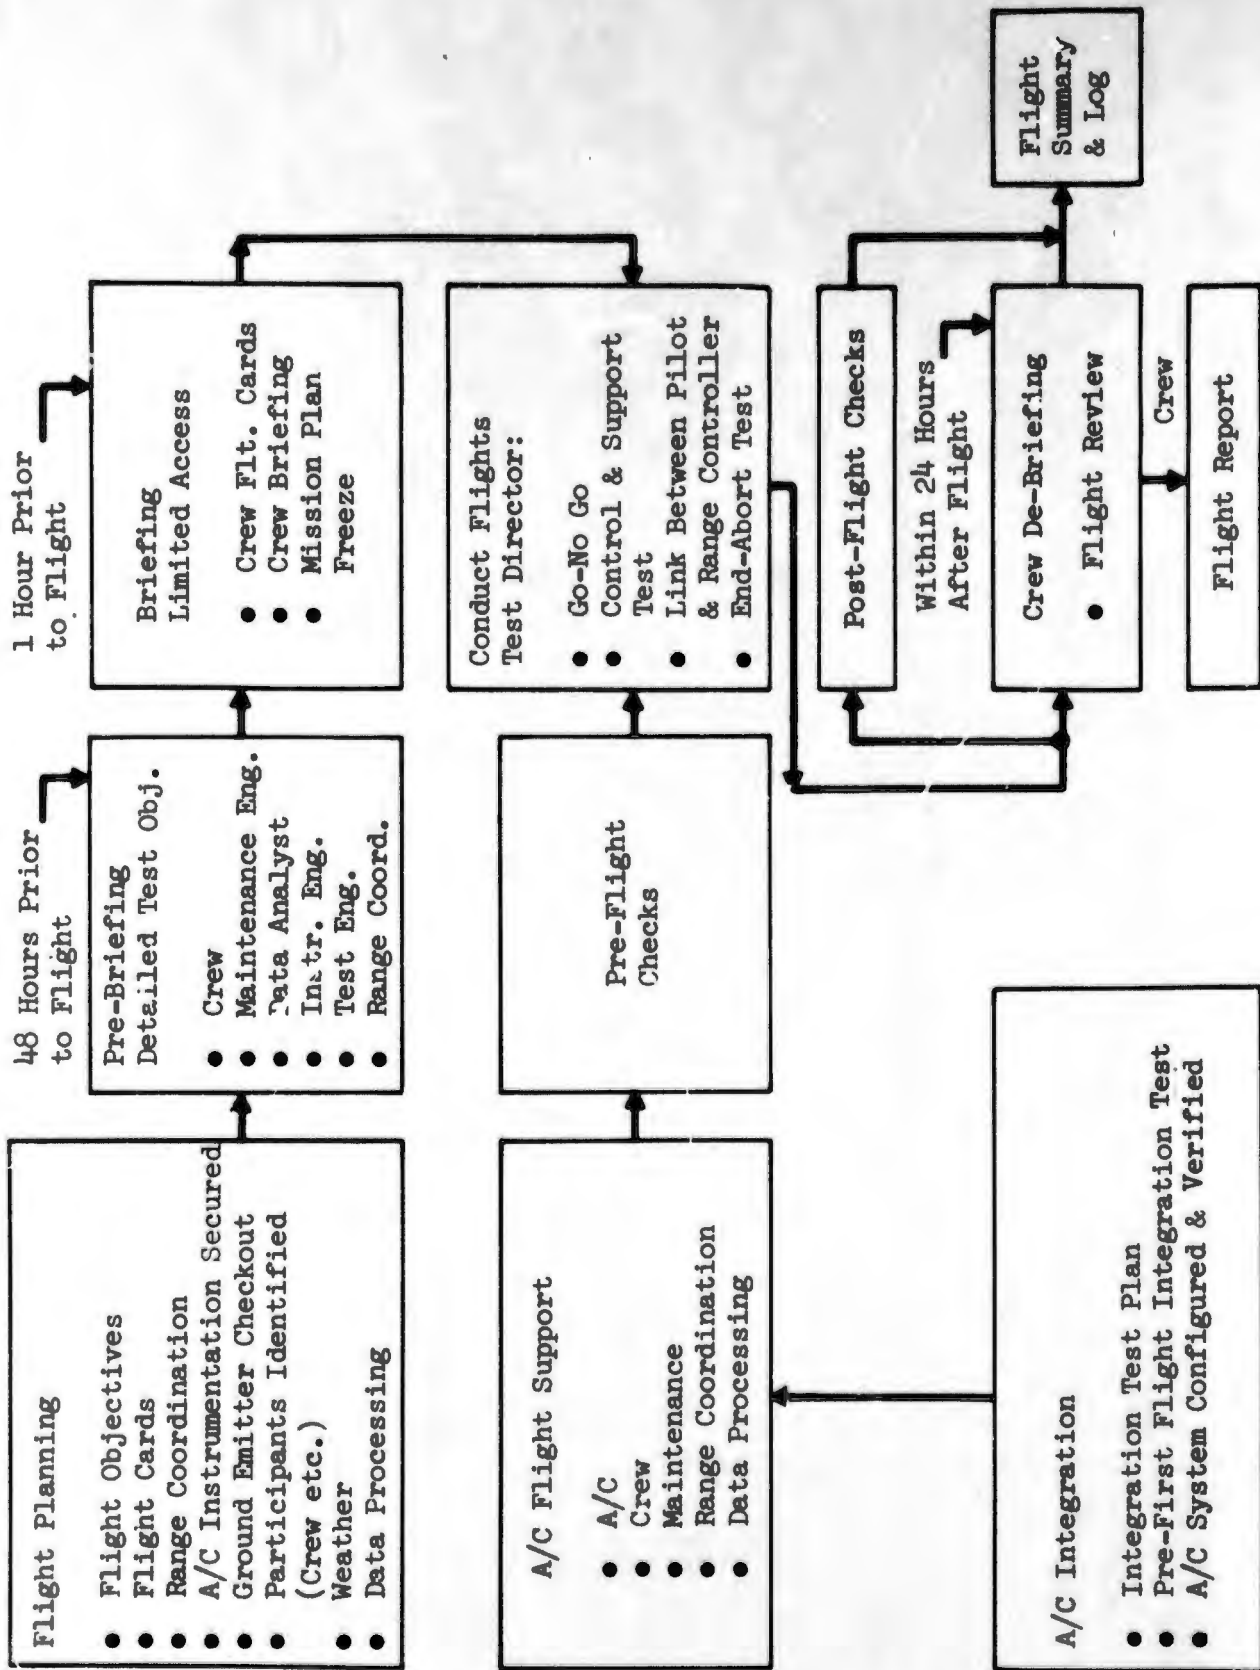 Flight Planning
● Flight Objectives
● Flight Cards
● Range Coordination
● A/C Instrumentation Secured
● Ground Emitter Checkout
● Participants Identified
(Crew etc.)
● Weather
● Data Processing
48 Hours Prior
to Flight
Pre-Briefing
Detailed Test Obj.
● Crew
● Maintenance Eng.
● Data Analyst
● Instr. Eng.
● Test Eng.
● Range Coord.
1 Hour Prior
to Flight
Briefing
Limited Access
● Crew Flt. Cards
● Crew Briefing
● Mission Plan
Freeze
A/C Flight Support
● A/C
● Crew
● Maintenance
● Range Coordination
● Data Processing
Pre-Flight
Checks
Conduct Flights
Test Director:
● Go-No Go
● Control & Support
Test
● Link Between Pilot
& Range Controller
● End-Abort Test
A/C Integration
● Integration Test Plan
● Pre-First Flight Integration Test
● A/C System Configured & Verified
Post-Flight Checks
Within 24 Hours
After Flight
Crew De-Briefing
● Flight Review
Crew
Flight Report
Flight
Summary
& Log